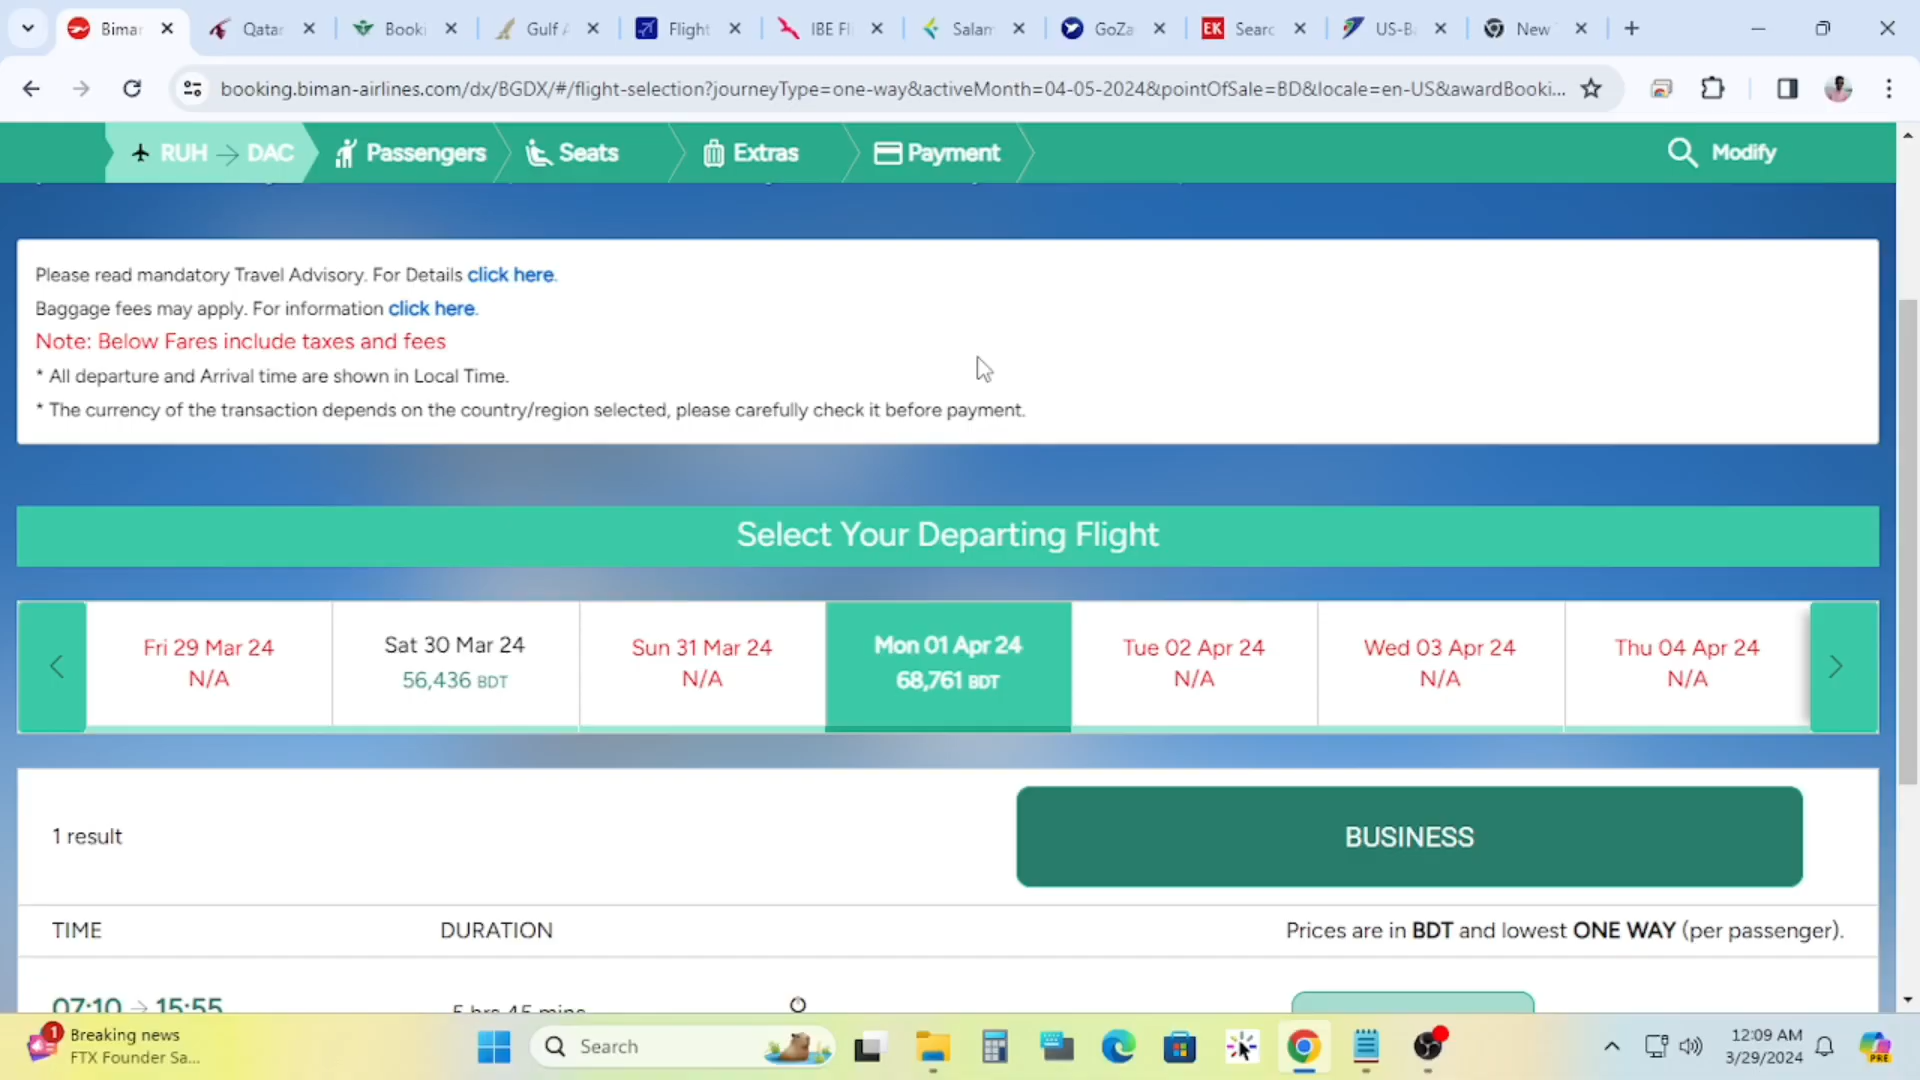 Bimar
Qatar
Booki
Gulf A
Flight
IBE Fl
Salam
GoZa
EK Searc
US-Ba
New
booking.biman-airlines.com/dx/BGDX/#/flight-selection?journeyType=one-way&activeMonth=04-05-2024&pointOfSale=BD&locale=en-US&awardBooki...
RUH → DAC
Passengers
Seats
Extras
Payment
Modify
Please read mandatory Travel Advisory. For Details click here.
Baggage fees may apply. For information click here.
Note: Below Fares include taxes and fees
* All departure and Arrival time are shown in Local Time.
* The currency of the transaction depends on the country/region selected, please carefully check it before payment.
Select Your Departing Flight
Fri 29 Mar 24
N/A
Sat 30 Mar 24
56,436 BDT
Sun 31 Mar 24
N/A
Mon 01 Apr 24
68,761 BDT
Tue 02 Apr 24
N/A
Wed 03 Apr 24
N/A
Thu 04 Apr 24
N/A
1 result
BUSINESS
TIME
DURATION
Prices are in BDT and lowest ONE WAY (per passenger).
07:10 → 15:55
5 hrs 45 mins
1
Breaking news
FTX Founder Sa...
Search
12:09 AM
3/29/2024
PRE